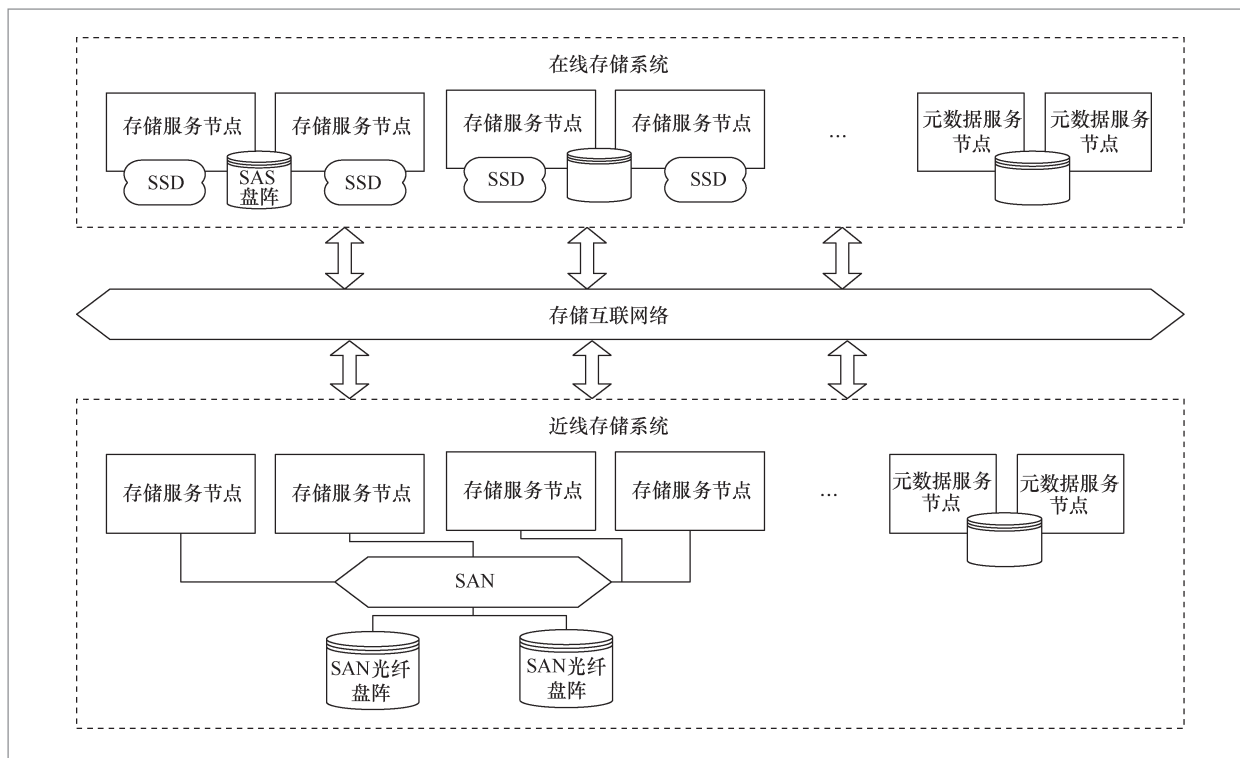 在线存储系统
存储服务节点
存储服务节点
存储服务节点
存储服务节点
...
元数据服务
节点
元数据服务
节点
SSD
SAS
盘阵
SSD
SSD
SSD
存储互联网络
近线存储系统
存储服务节点
存储服务节点
存储服务节点
存储服务节点
...
元数据服务
节点
元数据服务
节点
SAN
SAN光纤
盘阵
SAN光纤
盘阵